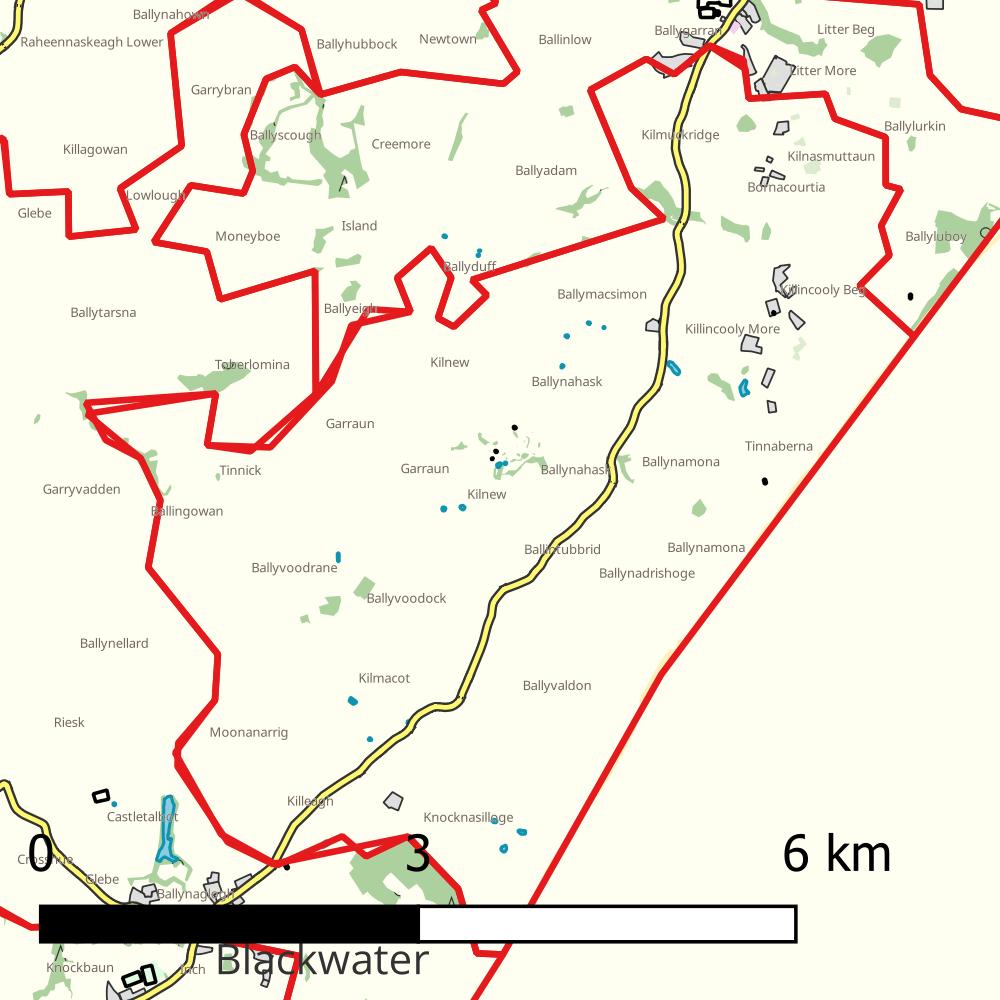 Ballynahown
Raheennaskeagh Lower
Ballyhubbock
Newtown
Ballinlow
Ballygarran
Litter Beg
Litter More
Garrybran
Killagowan
Ballyscough
Creemore
Kilmuckridge
Ballylurkin
Kilnasmuttaun
Ballyadam
Bornacourtia
Lowlough
Glebe
Moneyboe
Island
Ballyluboy
Ballyduff
Ballymacsimon
Killincooly Beg
Ballytarsna
Ballyeigh
Killincooly More
Toberlomina
Kilnew
Ballynahask
Garraun
Tinnaberna
Tinnick
Garraun
Ballynahask
Ballynamona
Garryvadden
Kilnew
Ballingowan
Ballintubbrid
Ballynamona
Ballyvoodrane
Ballynadrishoge
Ballyvoodock
Ballynellard
Kilmacot
Ballyvaldon
Riesk
Moonanarrig
Killeagh
Castletalbot
Knocknasilloge
0 3 6 km
Crosshue
Glebe
Ballynaglogh
Blackwater
Knockbaun
Inch